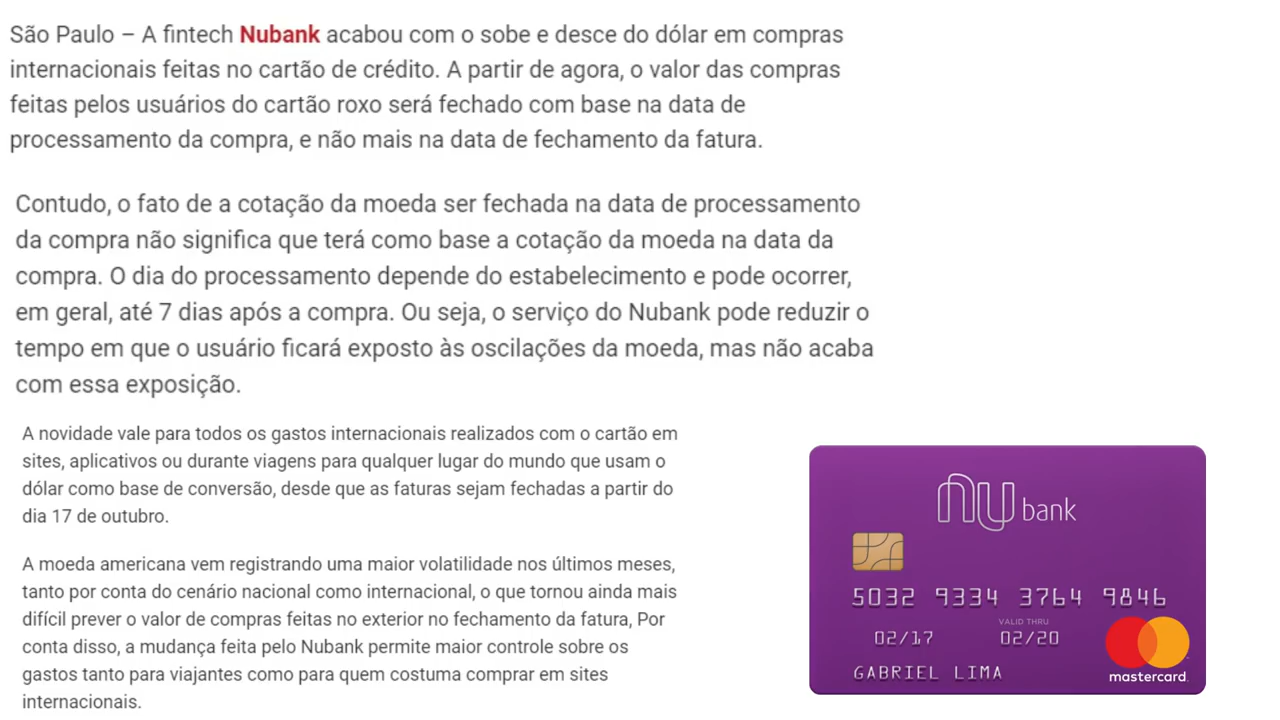 São Paulo – A fintech Nubank acabou com o sobe e desce do dólar em compras
internacionais feitas no cartão de crédito. A partir de agora, o valor das compras
feitas pelos usuários do cartão roxo será fechado com base na data de
processamento da compra, e não mais na data de fechamento da fatura.
Contudo, o fato de a cotação da moeda ser fechada na data de processamento
da compra não significa que terá como base a cotação da moeda na data da
compra. O dia do processamento depende do estabelecimento e pode ocorrer,
em geral, até 7 dias após a compra. Ou seja, o serviço do Nubank pode reduzir o
tempo em que o usuário ficará exposto às oscilações da moeda, mas não acaba
com essa exposição.
A novidade vale para todos os gastos internacionais realizados com o cartão em
sites, aplicativos ou durante viagens para qualquer lugar do mundo que usam o
dólar como base de conversão, desde que as faturas sejam fechadas a partir do
dia 17 de outubro.
A moeda americana vem registrando uma maior volatilidade nos últimos meses,
tanto por conta do cenário nacional como internacional, o que tornou ainda mais
difícil prever o valor de compras feitas no exterior no fechamento da fatura, Por
conta disso, a mudança feita pelo Nubank permite maior controle sobre os
gastos tanto para viajantes como para quem costuma comprar em sites
internacionais.
nu bank
5032 9334 3764 9846
VALID THRU
02/17 02/20
GABRIEL LIMA
mastercard.